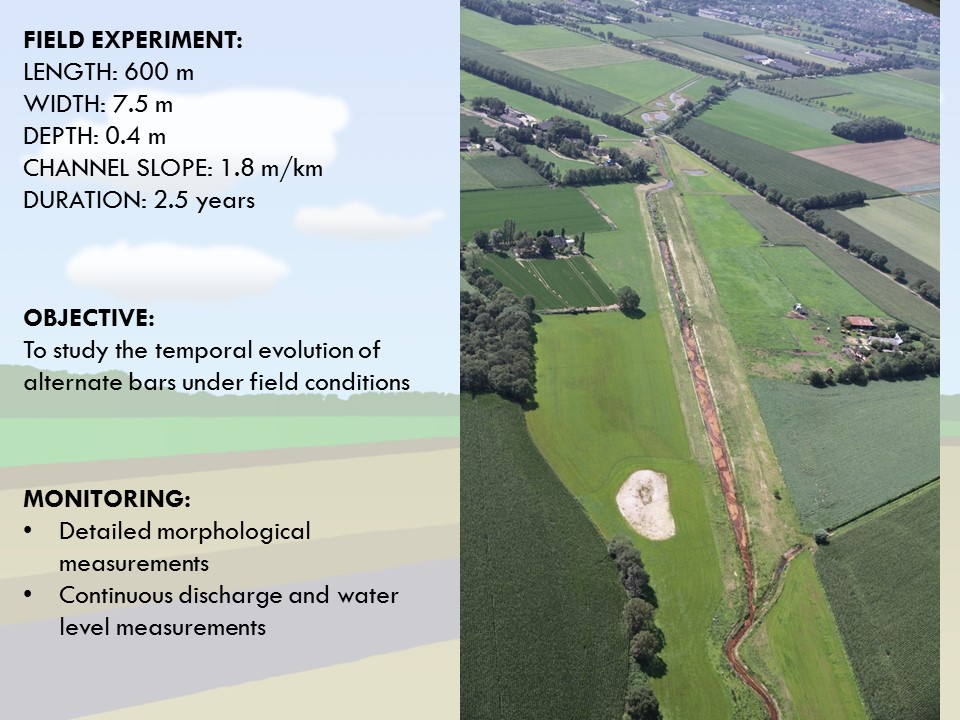 FIELD EXPERIMENT:
LENGTH: 600 m
WIDTH: 7.5 m
DEPTH: 0.4 m
CHANNEL SLOPE: 1.8 m/km
DURATION: 2.5 years
OBJECTIVE:
To study the temporal evolution of
alternate bars under field conditions
MONITORING:
• Detailed morphological
measurements
• Continuous discharge and water
level measurements